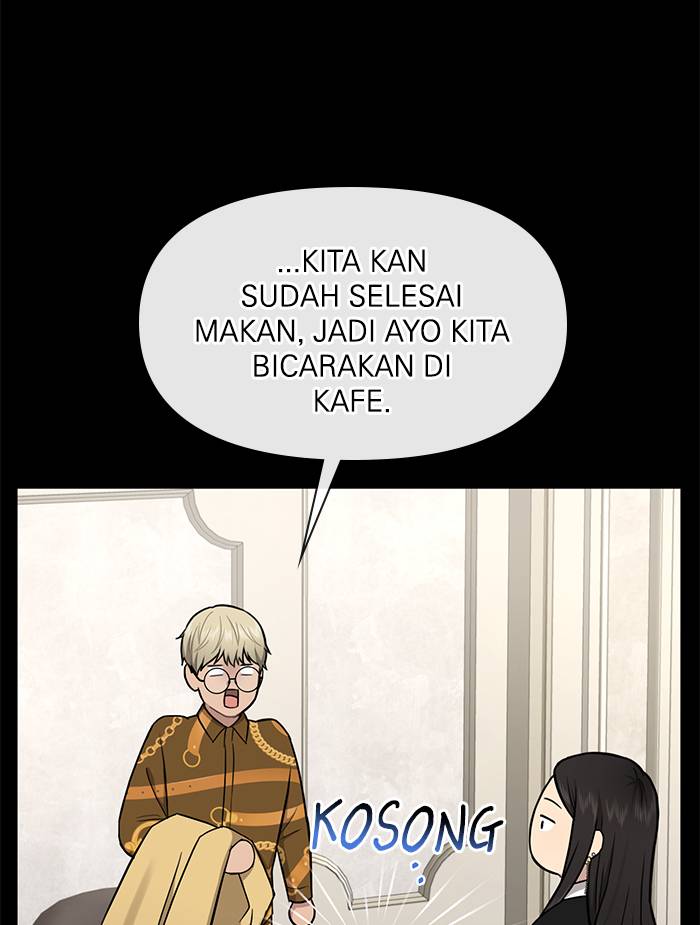 ...KITA KAN
SUDAH SELESAI
MAKAN, JADI AYO KITA
BICARAKAN DI
KAFE.
KOSONG